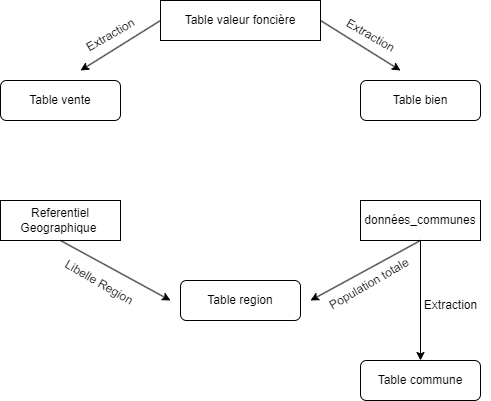 Table valeur foncière
Extraction
Extraction
Table vente
Table bien
Referentiel
Geographique
données_communes
Libelle Region
Population totale
Table region
Extraction
Table commune